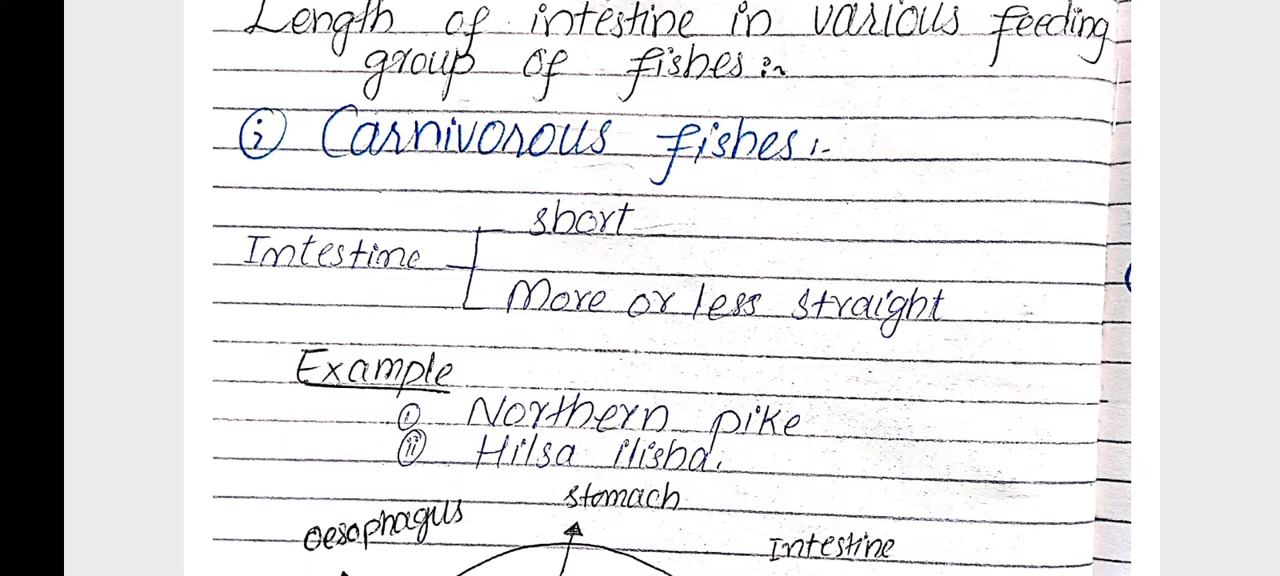 Length of intestine in various feeding
group of fishes :~
(i) Carnivorous fishes :-
short
Intestine
More or less straight
Example
(i) Northern pike
(ii) Hilsa ilisha.
stomach
oesophagus
Intestine